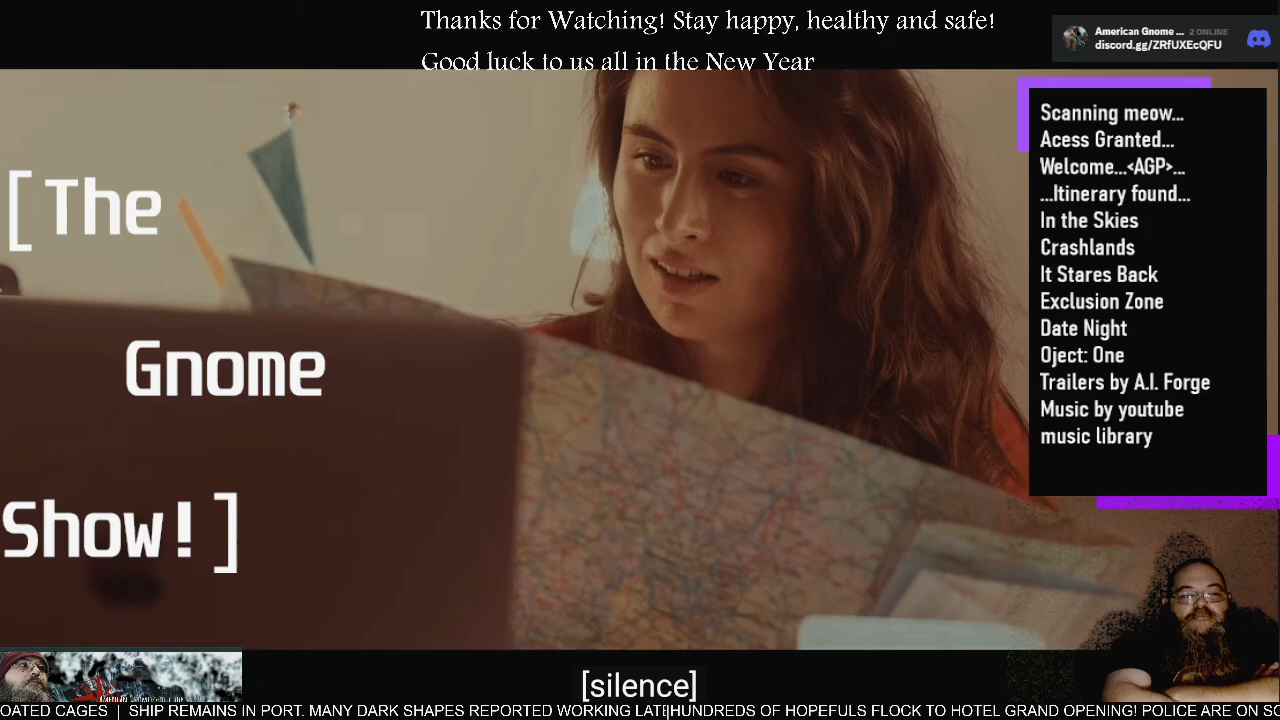 Thanks for Watching! Stay happy, healthy and safe!
Good luck to us all in the New Year
American Gnome ... 2 ONLINE
discord.gg/ZRfUXEcQFU
Scanning meow...
Acess Granted...
Welcome...<AGP>...
...Itinerary found...
In the Skies
Crashlands
It Stares Back
Exclusion Zone
Date Night
Oject: One
Trailers by A.I. Forge
Music by youtube
music library
[The
Gnome
Show!]
[silence]
OATED CAGES | SHIP REMAINS IN PORT. MANY DARK SHAPES REPORTED WORKING LATE|HUNDREDS OF HOPEFULS FLOCK TO HOTEL GRAND OPENING! POLICE ARE ON SC